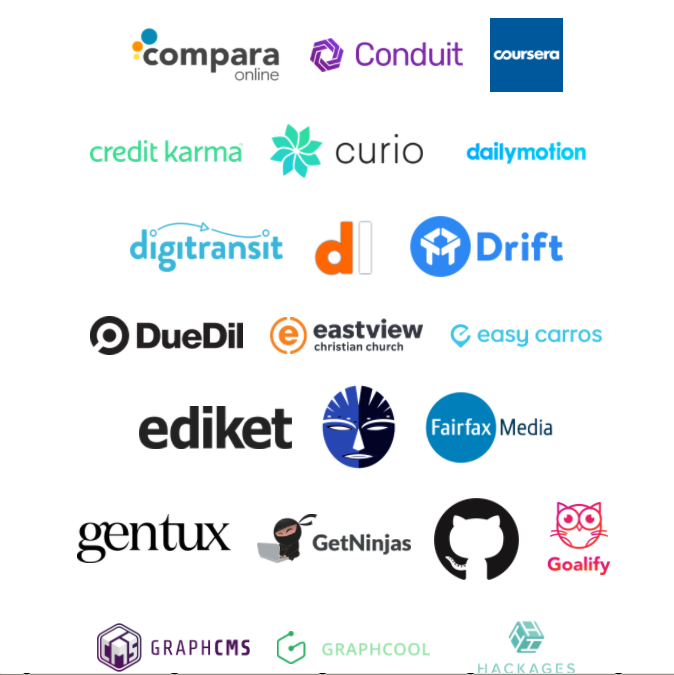 compara
online
Conduit
coursera
credit karma
curio
dailymotion
digitransit
dl
Drift
DueDil
e
eastview
christian church
easy carros
ediket
Fairfax Media
gentux
GetNinjas
Goalify
GRAPHCMS
GRAPHCOOL
HACKAGES